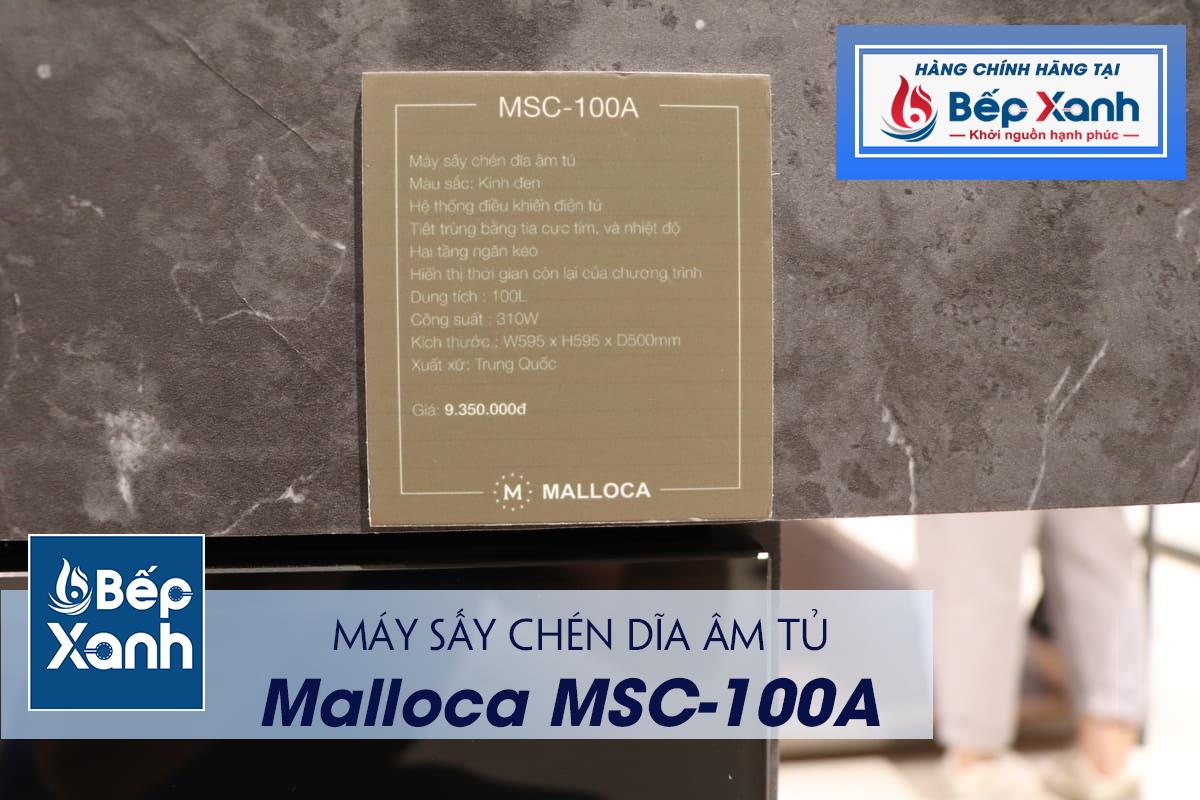 HÀNG CHÍNH HÃNG TẠI
Bếp Xanh
Khởi nguồn hạnh phúc
MSC-100A
Máy sấy chén dĩa âm tủ
Màu sắc: Kính đen
Hệ thống điều khiển điện tử
Tiệt trùng bằng tia cực tím, và nhiệt độ
Hai tầng ngăn kéo
Hiển thị thời gian còn lại của chương trình
Dung tích : 100L
Công suất : 310W
Kích thước : W595 x H595 x D500mm
Xuất xứ: Trung Quốc
Giá: 9.350.000đ
M MALLOCA
Bếp
Xanh
MÁY SẤY CHÉN DĨA ÂM TỦ
Malloca MSC-100A